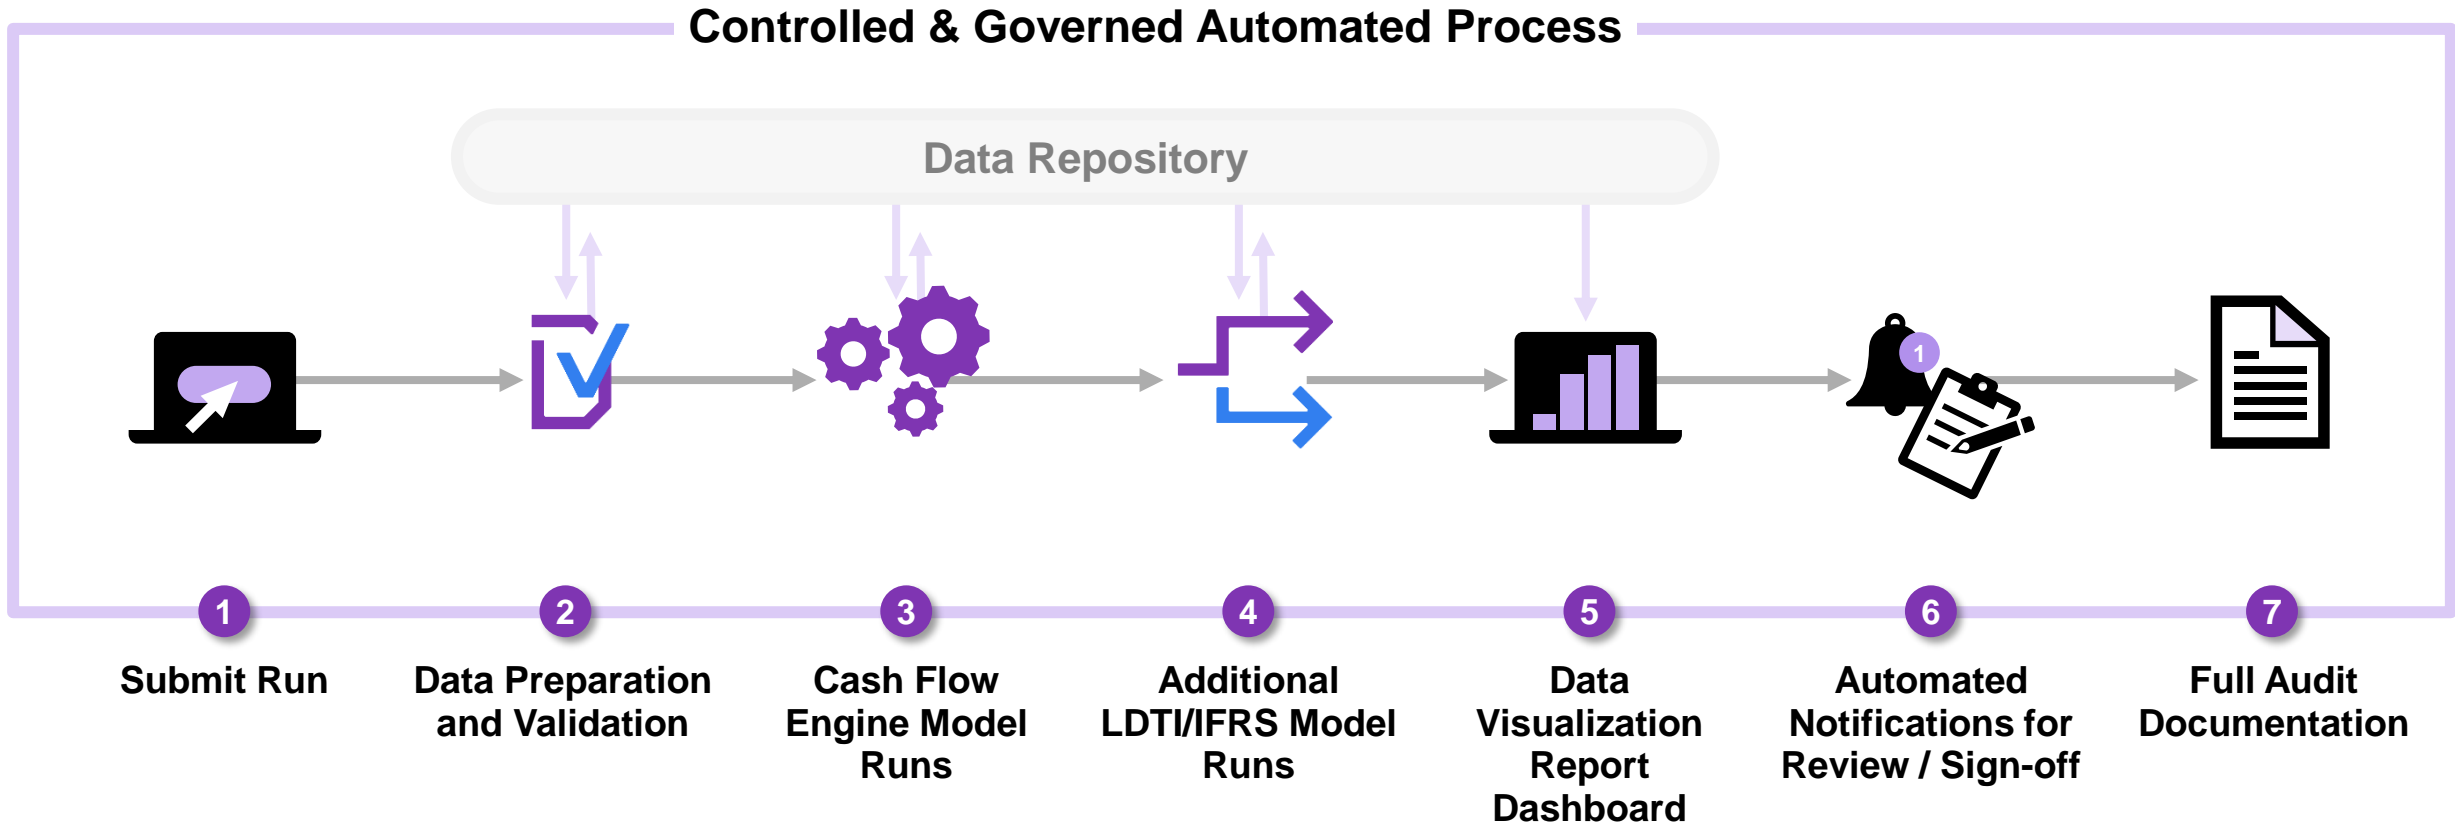 Controlled & Governed Automated Process
Data Repository
1
1
2
3
4
5
6
7
Submit Run
Data Preparation
and Validation
Cash Flow
Engine Model
Runs
Additional
LDTI/IFRS Model
Runs
Data
Visualization
Report
Dashboard
Automated
Notifications for
Review / Sign-off
Full Audit
Documentation